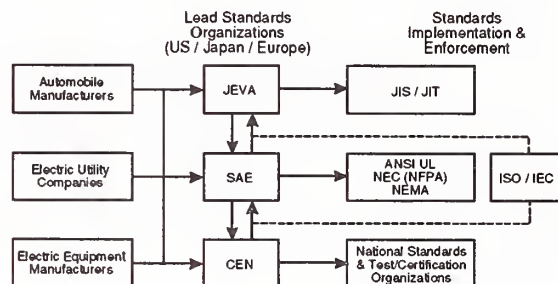 Lead Standards
Organizations
(US / Japan / Europe)
Standards
Implementation &
Enforcement
Automobile
Manufacturers
JEVA
JIS / JIT
Electric Utility
Companies
SAE
ANSI UL
NEC (NFPA)
NEMA
ISO / IEC
Electric Equipment
Manufacturers
CEN
National Standards
& Test/Certification
Organizations